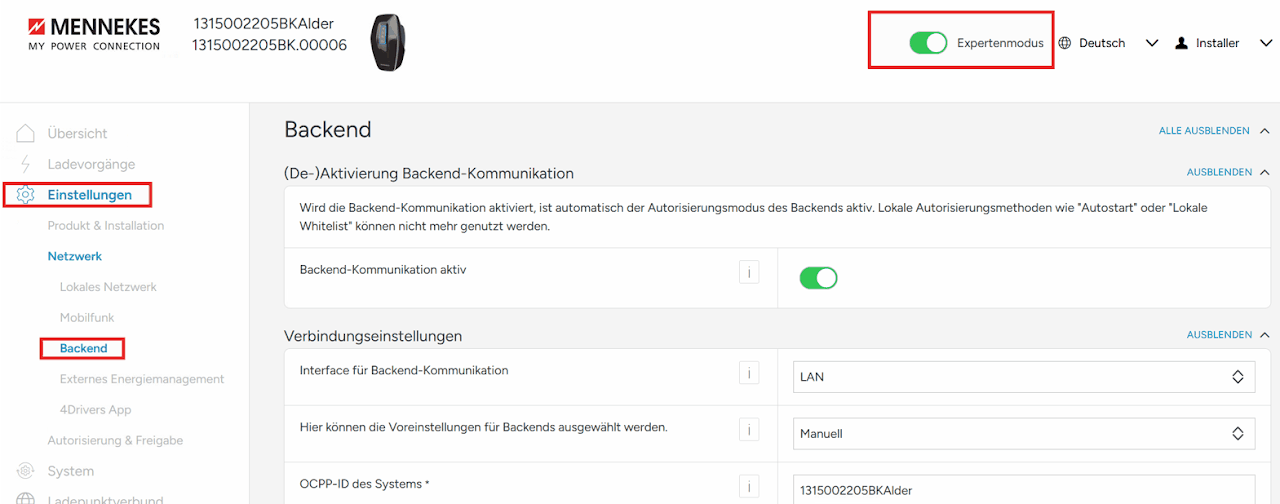 MENNEKES
MY POWER CONNECTION
1315002205BKAlder
1315002205BK.00006
Expertenmodus
Deutsch
Installer
Übersicht
Ladevorgänge
Einstellungen
Produkt & Installation
Netzwerk
Lokales Netzwerk
Mobilfunk
Backend
Externes Energiemanagement
4Drivers App
Autorisierung & Freigabe
System
Ladepunktverbund
Backend
ALLE AUSBLENDEN
(De-)Aktivierung Backend-Kommunikation
AUSBLENDEN
Wird die Backend-Kommunikation aktiviert, ist automatisch der Autorisierungsmodus des Backends aktiv. Lokale Autorisierungsmethoden wie "Autostart" oder "Lokale
Whitelist" können nicht mehr genutzt werden.
Backend-Kommunikation aktiv
i
Verbindungseinstellungen
AUSBLENDEN
Interface für Backend-Kommunikation
i
LAN
Hier können die Voreinstellungen für Backends ausgewählt werden.
i
Manuell
OCPP-ID des Systems *
i
1315002205BKAlder